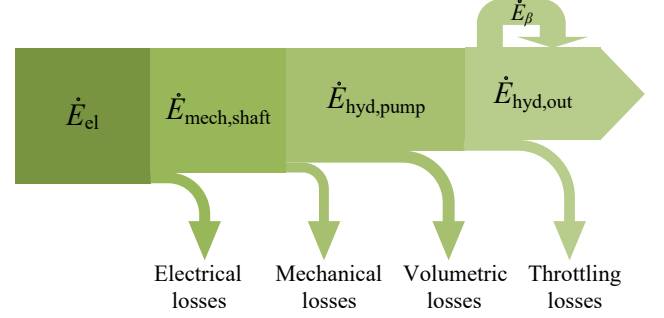 Ė_β
Ė_el
Ė_mech,shaft
Ė_hyd,pump
Ė_hyd,out
Electrical
losses
Mechanical
losses
Volumetric
losses
Throttling
losses